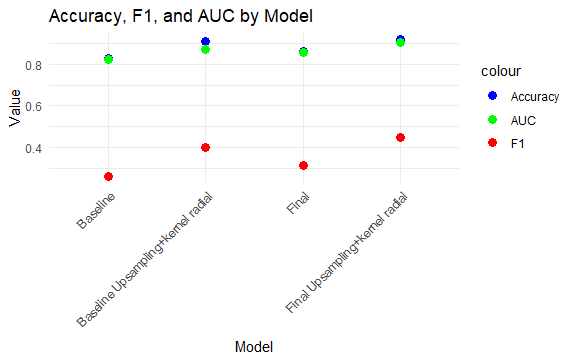 Accuracy, F1, and AUC by Model
Value
0.8
0.6
0.4
Baseline
Baseline Upsampling+kernel radial
Final
Final Upsampling+kernel radial
Model
colour
Accuracy
AUC
F1